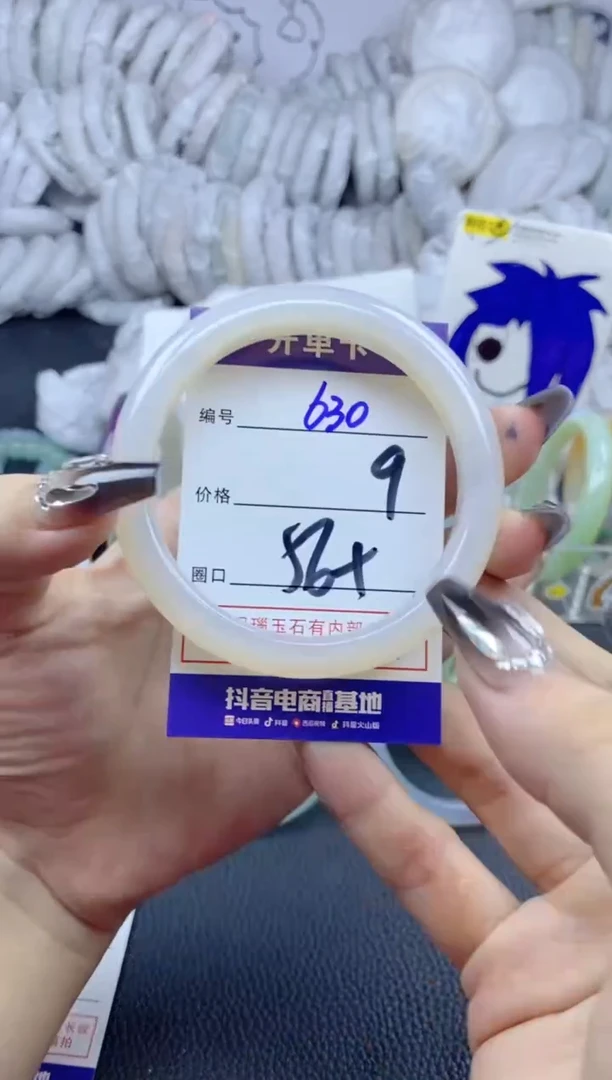 开单卡
编号 630
价格 9
圈口 56+
瑙玉石有内部
抖音电商直播基地
今日头条 抖音 西瓜视频 抖音火山版